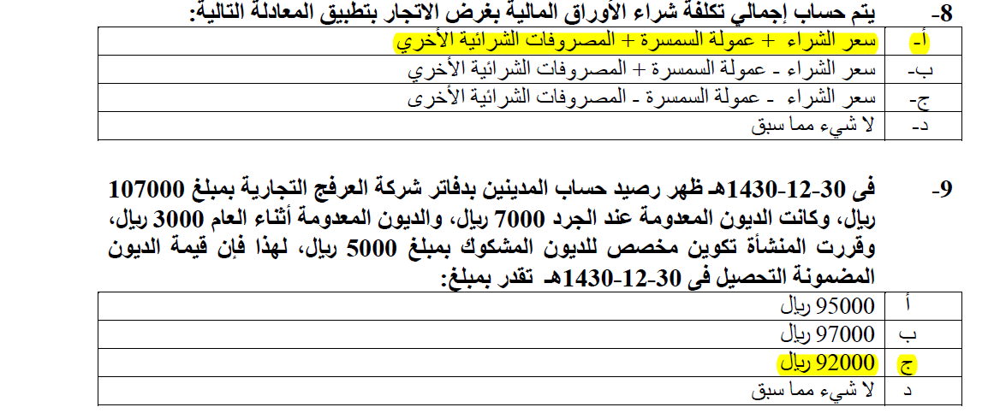 8- يتم حساب إجمالي تكلفة شراء الأوراق المالية بغرض الاتجار بتطبيق المعادلة التالية:
أ- سعر الشراء + عمولة السمسرة + المصروفات الشرائية الأخري
ب- سعر الشراء - عمولة السمسرة + المصروفات الشرائية الأخري
ج- سعر الشراء - عمولة السمسرة - المصروفات الشرائية الأخرى
د- لا شيء مما سبق
9- فى 30-12-1430هـ ظهر رصيد حساب المدينين بدفاتر شركة العرفج التجارية بمبلغ 107000
ريال، وكانت الديون المعدومة عند الجرد 7000 ريال، والديون المعدومة أثناء العام 3000 ريال،
وقررت المنشأة تكوين مخصص للديون المشكوك بمبلغ 5000 ريال، لهذا فإن قيمة الديون
المضمونة التحصيل فى 30-12-1430هـ تقدر بمبلغ:
أ 95000 ريال
ب 97000 ريال
ج 92000 ريال
د لا شيء مما سبق